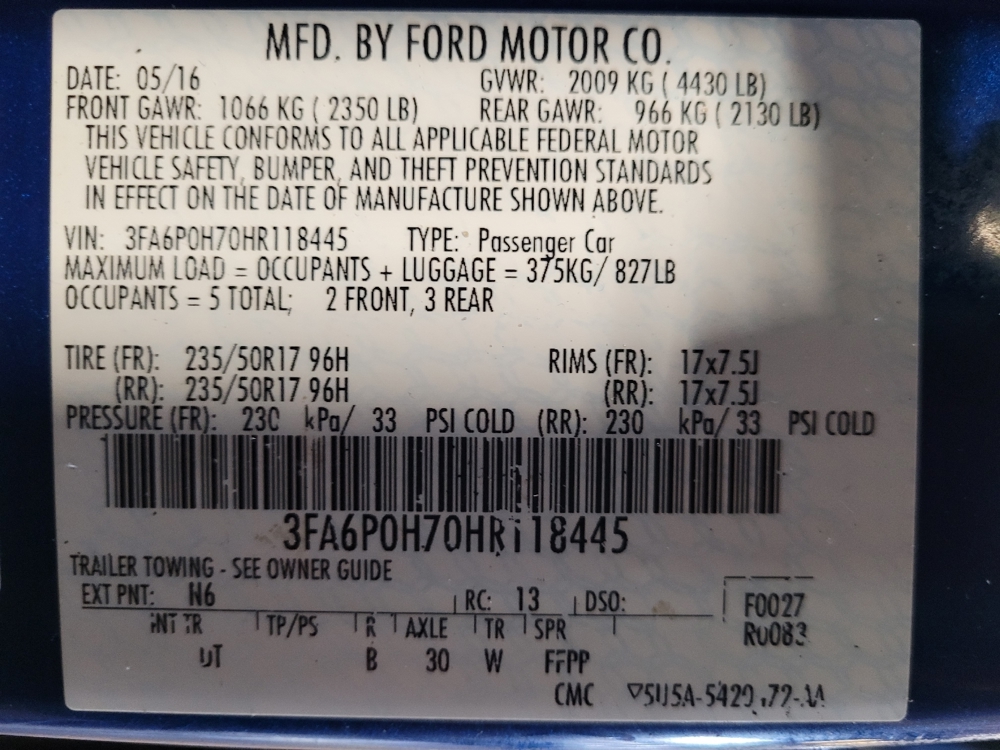 MFD. BY FORD MOTOR CO.
DATE: 05/16 GVWR: 2009 KG ( 4430 LB)
FRONT GAWR: 1066 KG ( 2350 LB) REAR GAWR: 966 KG ( 2130 LB)
THIS VEHICLE CONFORMS TO ALL APPLICABLE FEDERAL MOTOR
VEHICLE SAFETY, BUMPER, AND THEFT PREVENTION STANDARDS
IN EFFECT ON THE DATE OF MANUFACTURE SHOWN ABOVE.
VIN: 3FA6P0H70HR118445 TYPE: Passenger Car
MAXIMUM LOAD = OCCUPANTS + LUGGAGE = 375KG/ 827LB
OCCUPANTS = 5 TOTAL; 2 FRONT, 3 REAR
TIRE (FR): 235/50R17 96H RIMS (FR): 17x7.5J
(RR): 235/50R17 96H (RR): 17x7.5J
PRESSURE (FR): 230 kPa/ 33 PSI COLD (RR): 230 kPa/ 33 PSI COLD
3FA6P0H70HR118445
TRAILER TOWING - SEE OWNER GUIDE
EXT PNT: N6 RC: 13 DSO: F0027
INT TR TP/PS R AXLE TR SPR R0083
B 30 W FFPP
CMC